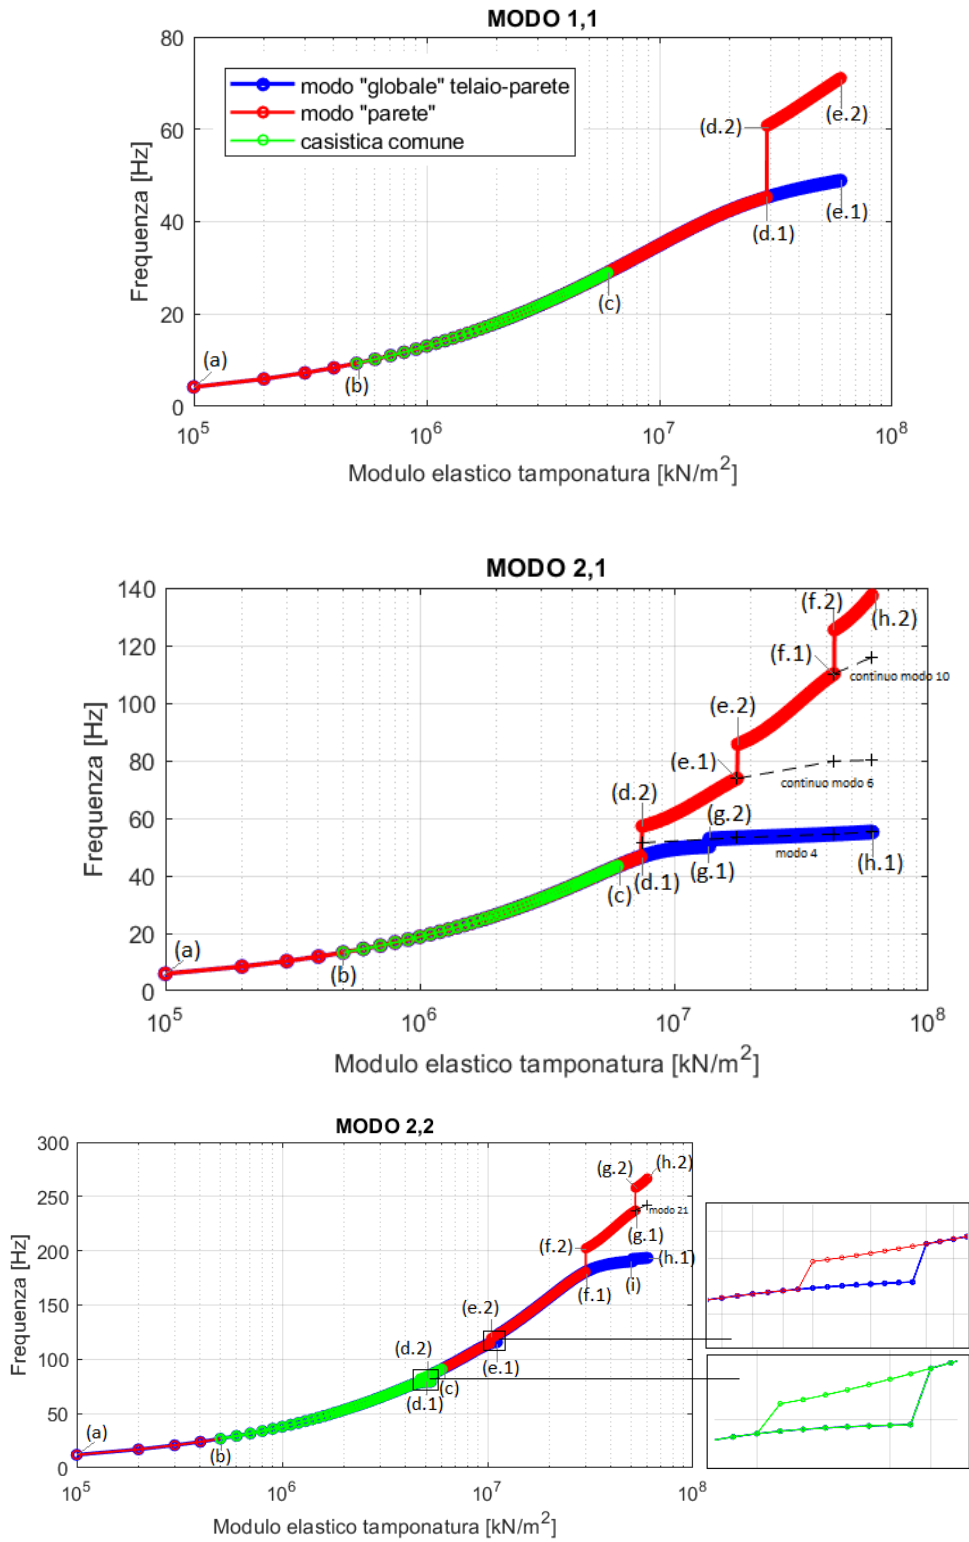 MODO 1,1
80
60
40
20
0
Frequenza [Hz]
modo "globale" telaio-parete
modo "parete"
casistica comune
(a)
(b)
(c)
(d.1)
(d.2)
(e.1)
(e.2)
10^5
10^6
10^7
10^8
Modulo elastico tamponatura [kN/m^2]
MODO 2,1
140
120
100
80
60
40
20
0
Frequenza [Hz]
(a)
(b)
(c)
(d.1)
(d.2)
(e.1)
(e.2)
(f.1)
(f.2)
(g.1)
(g.2)
(h.1)
(h.2)
continuo modo 10
continuo modo 6
modo 4
10^5
10^6
10^7
10^8
Modulo elastico tamponatura [kN/m^2]
MODO 2,2
300
250
200
150
100
50
0
Frequenza [Hz]
(a)
(b)
(c)
(d.1)
(d.2)
(e.1)
(e.2)
(f.1)
(f.2)
(g.1)
(g.2)
(h.1)
(h.2)
(i)
modo 21
10^5
10^6
10^7
10^8
Modulo elastico tamponatura [kN/m^2]